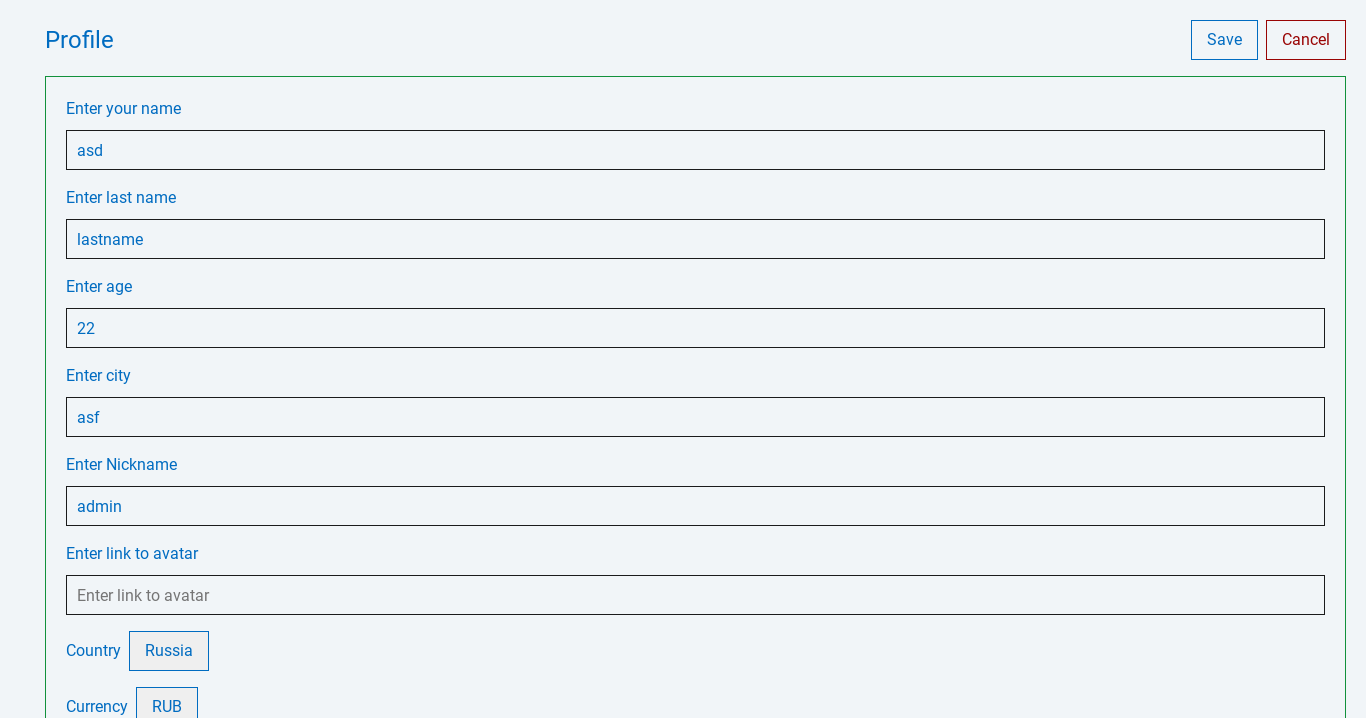 Profile
Save
Cancel
Enter your name
asd
Enter last name
lastname
Enter age
22
Enter city
asf
Enter Nickname
admin
Enter link to avatar
Enter link to avatar
Country Russia
Currency RUB